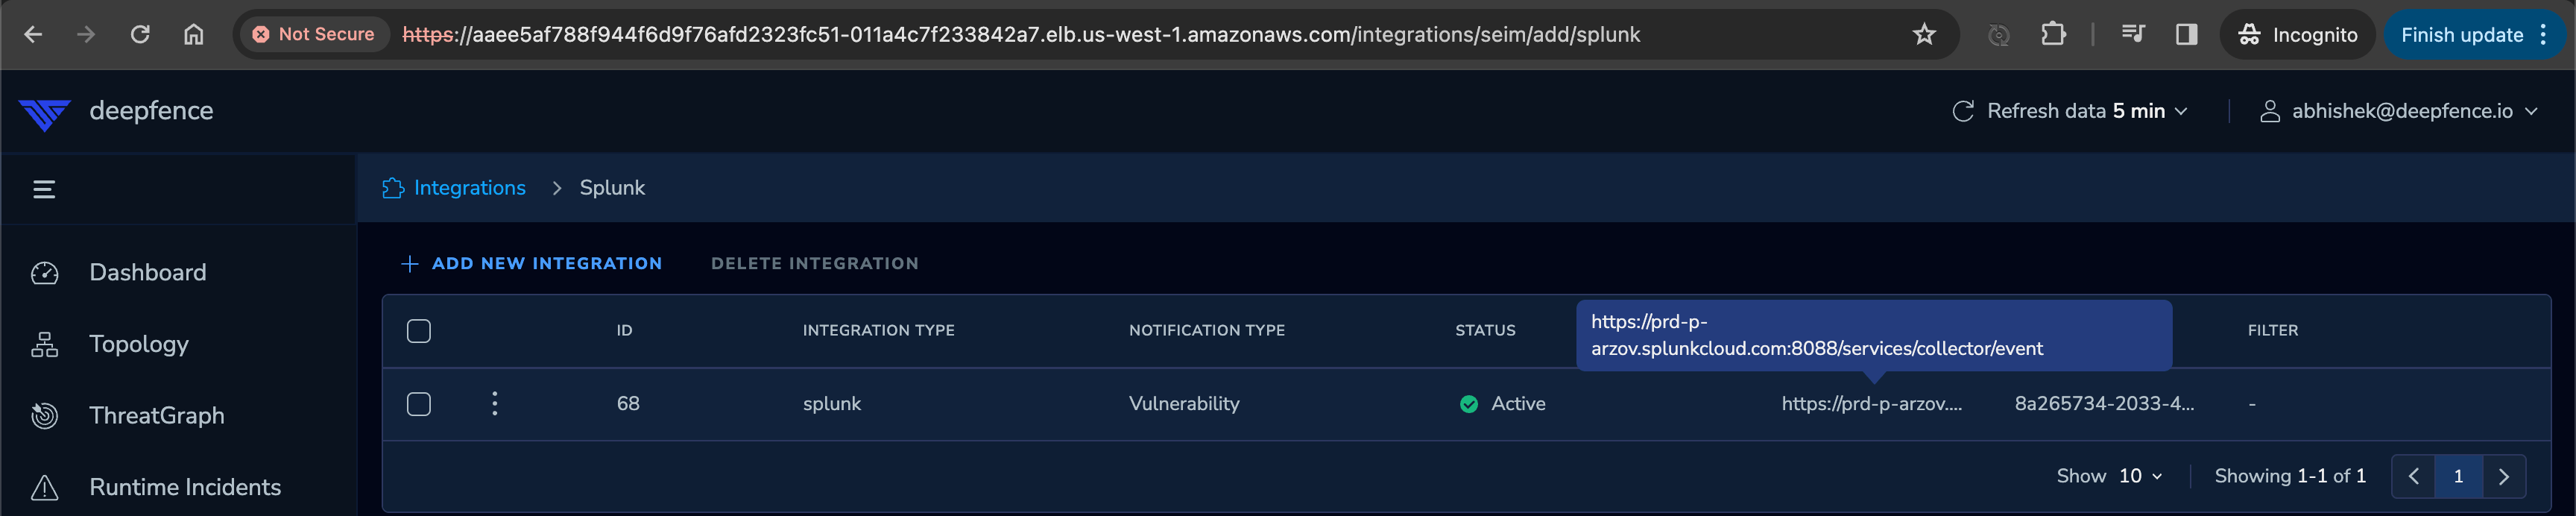 Not Secure https://aaee5af788f944f6d9f76afd2323fc51-011a4c7f233842a7.elb.us-west-1.amazonaws.com/integrations/seim/add/splunk Incognito Finish update
deepfence Refresh data 5 min abhishek@deepfence.io
Integrations > Splunk
Dashboard
Topology
ThreatGraph
Runtime Incidents
+ ADD NEW INTEGRATION DELETE INTEGRATION
https://prd-p-
arzov.splunkcloud.com:8088/services/collector/event
ID INTEGRATION TYPE NOTIFICATION TYPE STATUS FILTER
68 splunk Vulnerability Active https://prd-p-arzov.... 8a265734-2033-4... -
Show 10 Showing 1-1 of 1 < 1 >